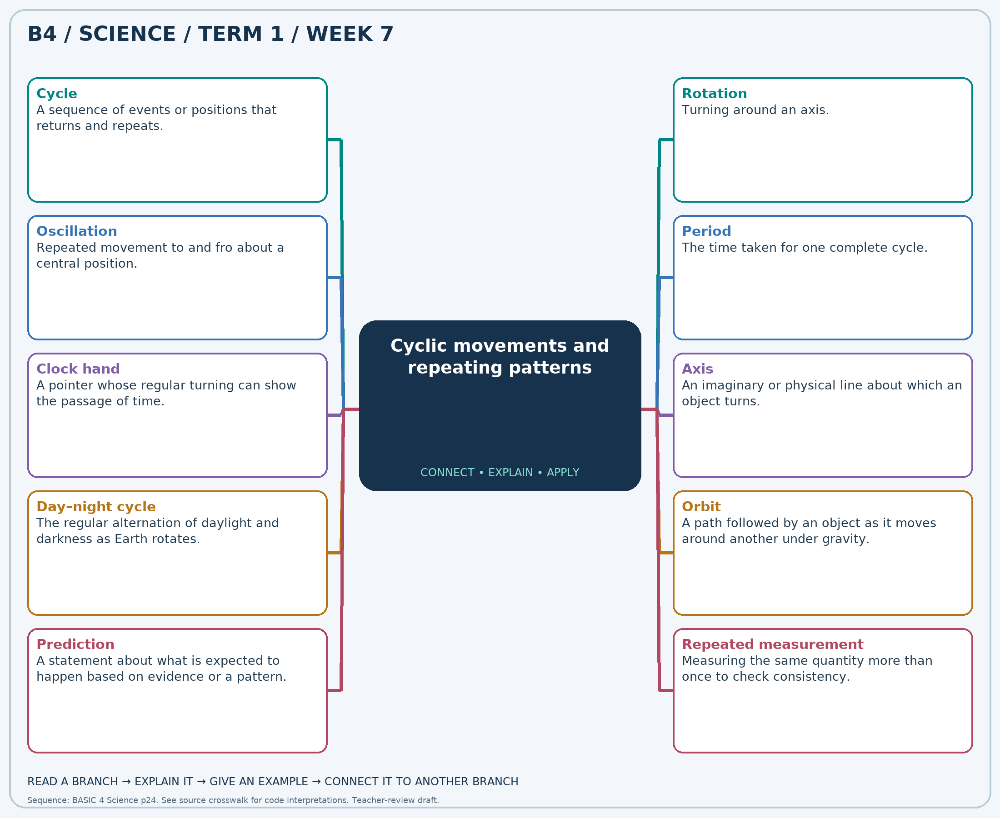 B4 / SCIENCE / TERM 1 / WEEK 7
Cycle
A sequence of events or positions that
returns and repeats.
Oscillation
Repeated movement to and fro about a
central position.
Clock hand
A pointer whose regular turning can show
the passage of time.
Day–night cycle
The regular alternation of daylight and
darkness as Earth rotates.
Prediction
A statement about what is expected to
happen based on evidence or a pattern.
Cyclic movements and
repeating patterns
CONNECT • EXPLAIN • APPLY
Rotation
Turning around an axis.
Period
The time taken for one complete cycle.
Axis
An imaginary or physical line about which an
object turns.
Orbit
A path followed by an object as it moves
around another under gravity.
Repeated measurement
Measuring the same quantity more than
once to check consistency.
READ A BRANCH → EXPLAIN IT → GIVE AN EXAMPLE → CONNECT IT TO ANOTHER BRANCH
Sequence: BASIC 4 Science p24. See source crosswalk for code interpretations. Teacher-review draft.